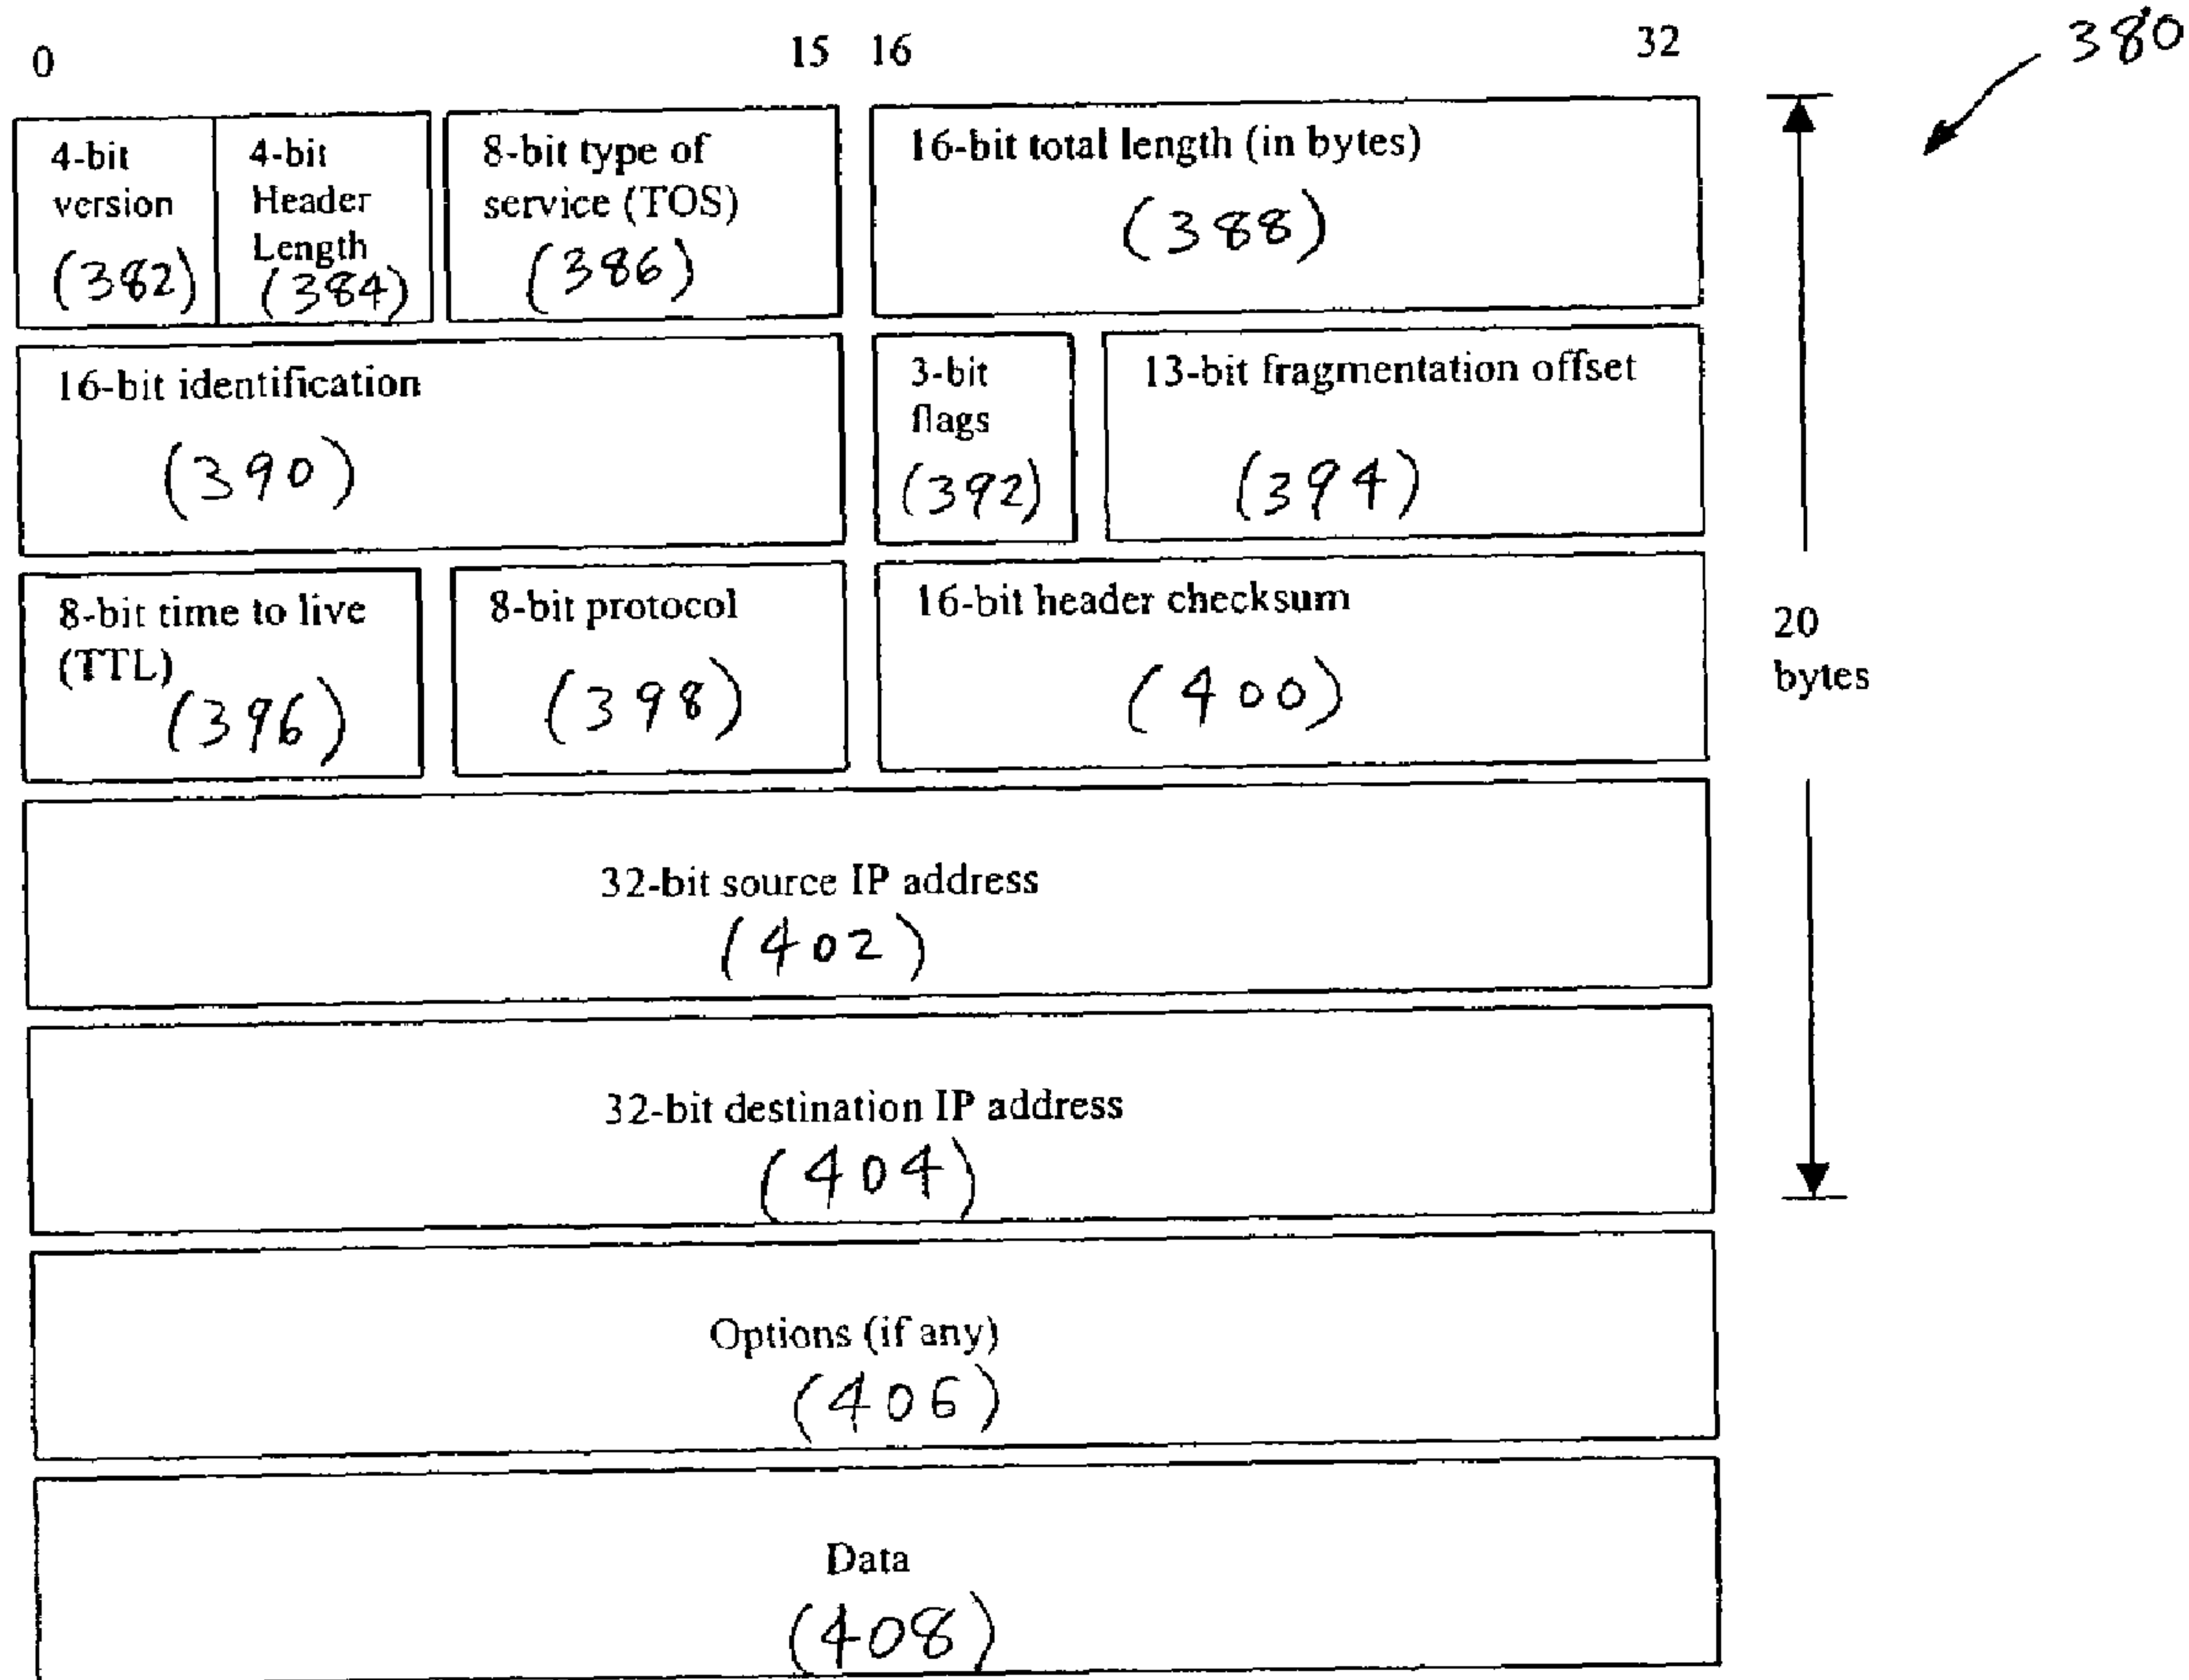 0 15 16 32
380
4-bit
version
(382)
4-bit
Header
Length
(384)
8-bit type of
service (TOS)
(386)
16-bit total length (in bytes)
(388)
16-bit identification
(390)
3-bit
flags
(392)
13-bit fragmentation offset
(394)
8-bit time to live
(TTL)
(396)
8-bit protocol
(398)
16-bit header checksum
(400)
20
bytes
32-bit source IP address
(402)
32-bit destination IP address
(404)
Options (if any)
(406)
Data
(408)